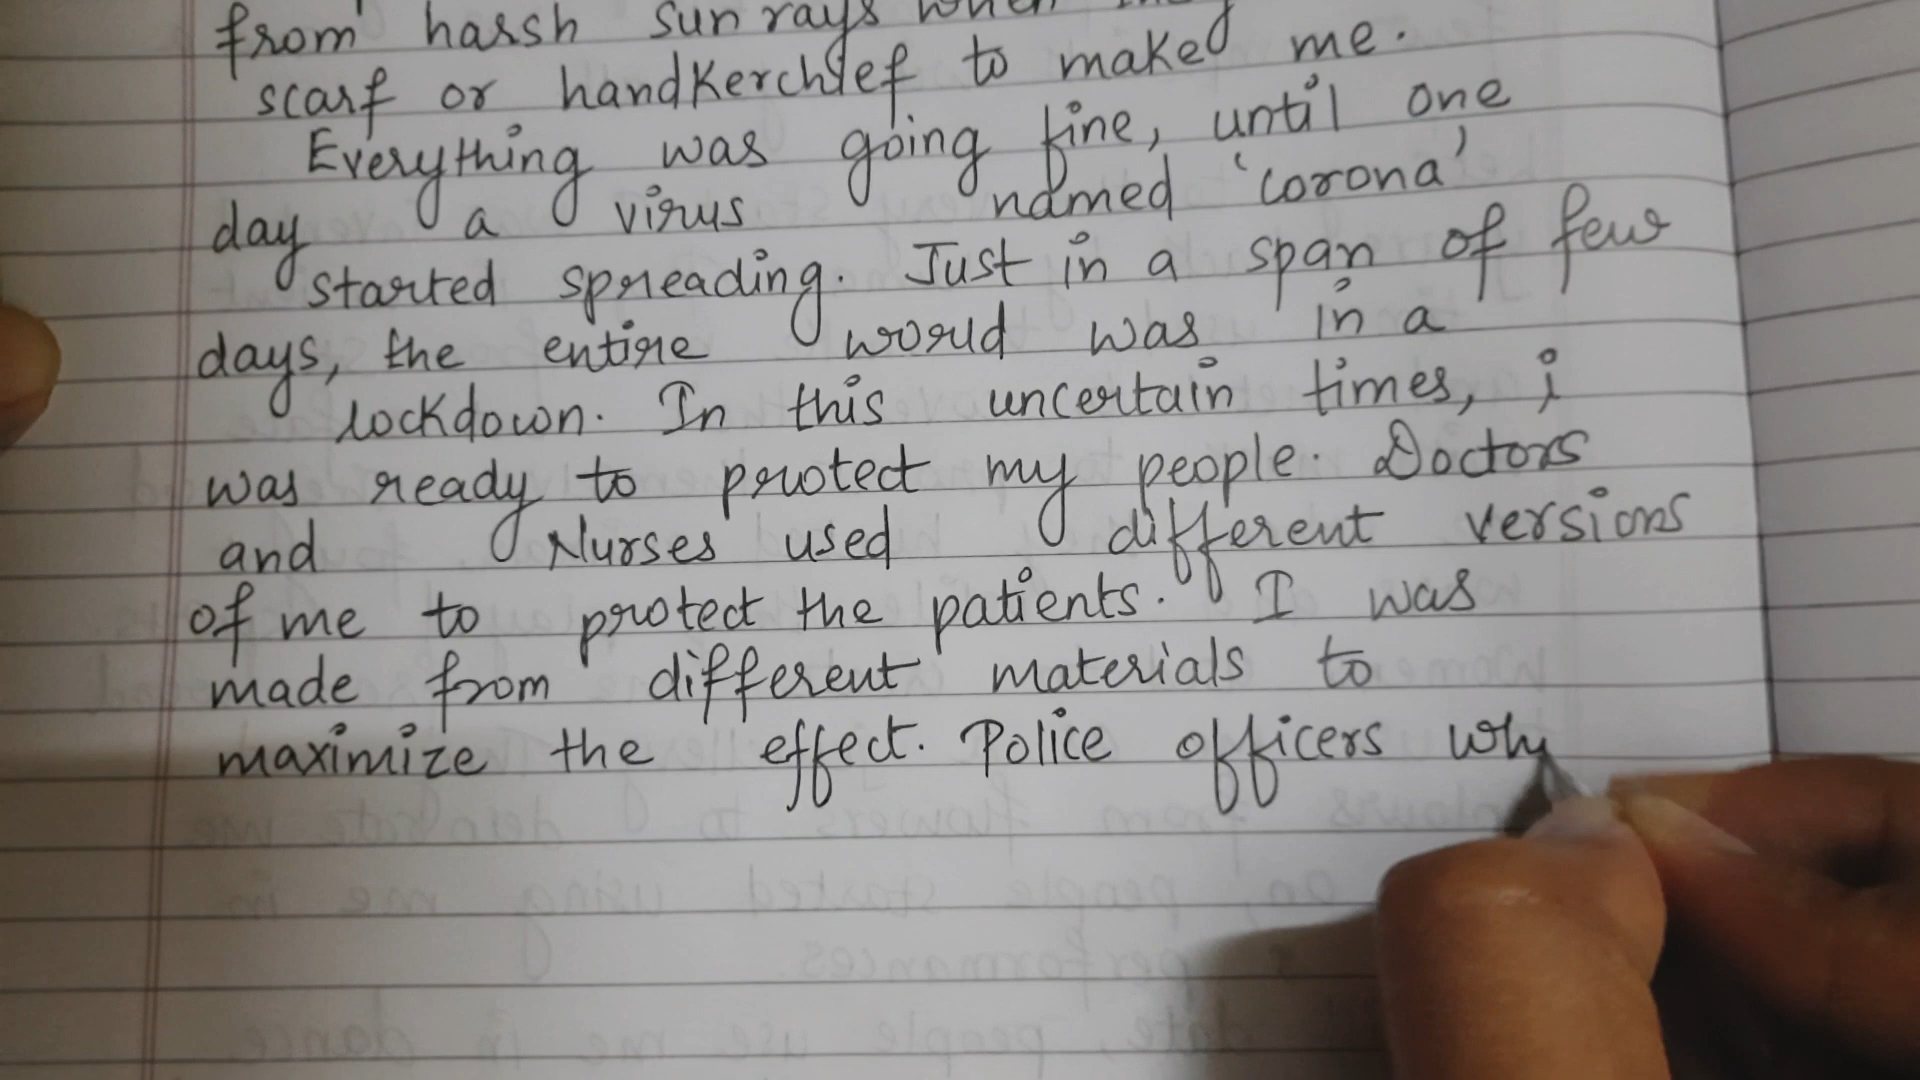 from harsh sun rays when
scarf or handkerchief to make me.
Everything was going fine, until one
day a virus named 'corona'
started spreading. Just in a span of few
days, the entire world was in a
lockdown. In this uncertain times, i
was ready to protect my people. Doctors
and Nurses used different versions
of me to protect the patients. I was
made from different materials to
maximize the effect. Police officers why